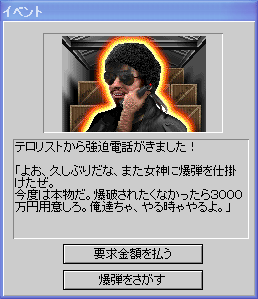 イベント
テロリストから強迫電話がきました！
「よお、久しぶりだな、また女神に爆弾を仕掛
けたぜ。
今度は本物だ。爆破されたくなかったら3000
万円用意しろ。俺達ちゃ、やる時ゃやるよ。」
要求金額を払う
爆弾をさがす